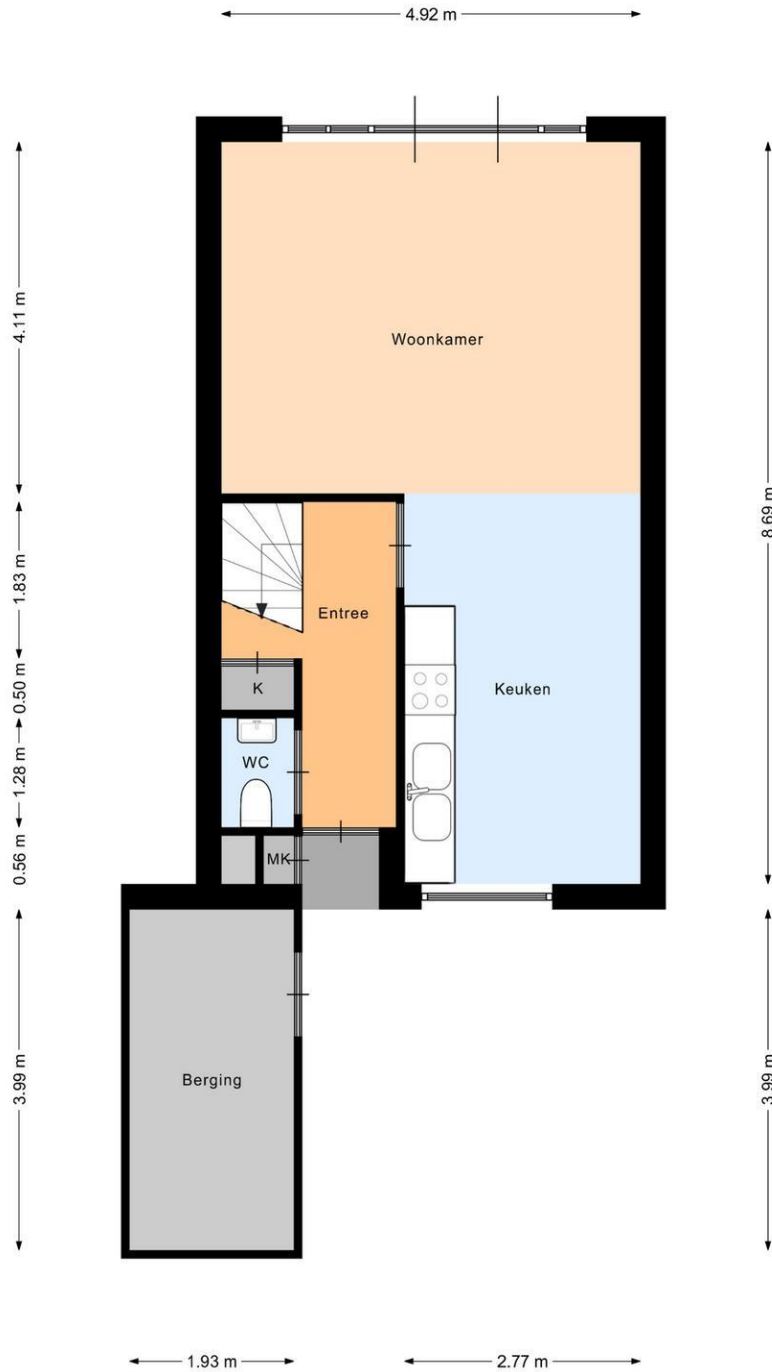 4.92 m
4.11 m
8.69 m
Woonkamer
1.83 m
Entree
0.50 m
K
Keuken
1.28 m
WC
0.56 m
MK
3.99 m
Berging
3.99 m
1.93 m
2.77 m